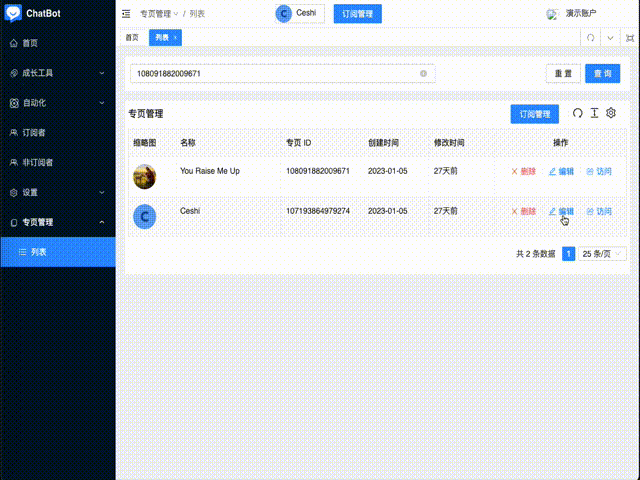 ChatBot
专页管理 / 列表
Ceshi
订阅管理
演示账户
首页
列表
首页
成长工具
自动化
订阅者
非订阅者
设置
专页管理
列表
108091882009671
重 置
查 询
专页管理
订阅管理
缩略图 名称 专页 ID 创建时间 修改时间 操作
You Raise Me Up 108091882009671 2023-01-05 27天前 删除 编辑 访问
C Ceshi 107193864979274 2023-01-05 27天前 删除 编辑 访问
共 2 条数据 1 25 条/页